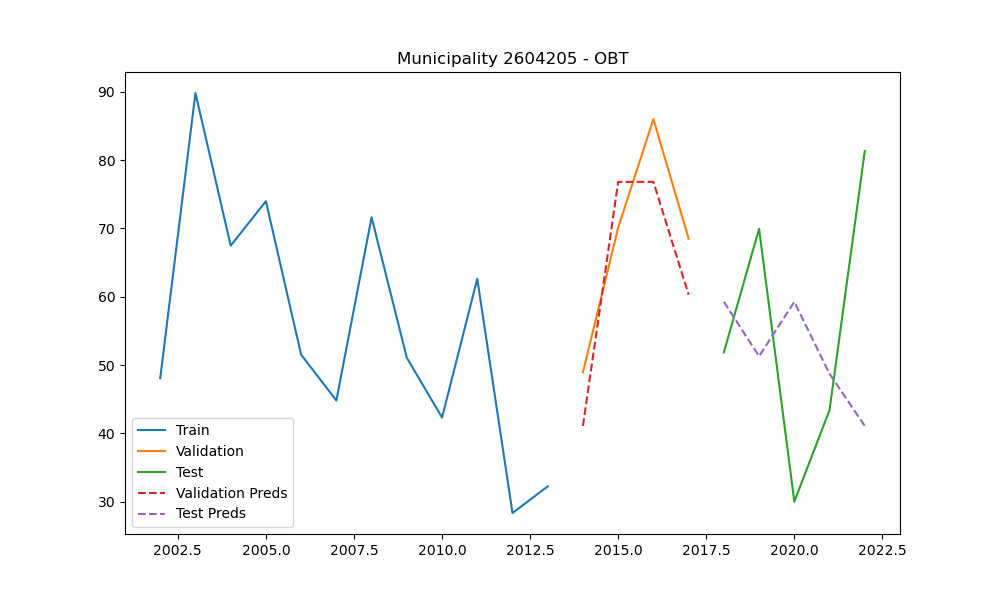 Municipality 2604205 - OBT
90
80
70
60
50
40
30
Train
Validation
Test
Validation Preds
Test Preds
2002.5 2005.0 2007.5 2010.0 2012.5 2015.0 2017.5 2020.0 2022.5